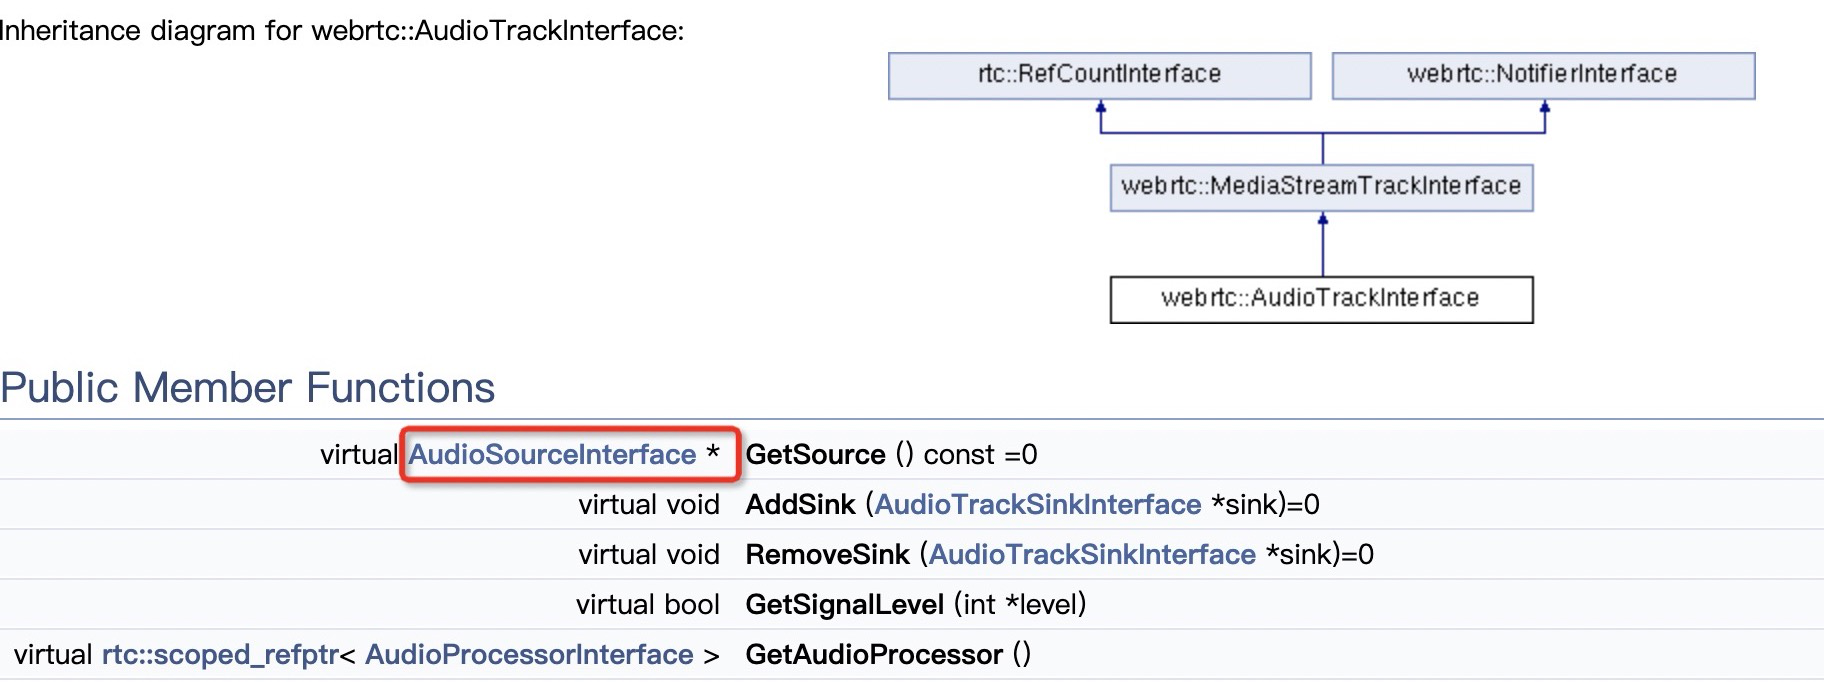 Inheritance diagram for webrtc::AudioTrackInterface:
rtc::RefCountInterface webrtc::NotifierInterface
webrtc::MediaStreamTrackInterface
webrtc::AudioTrackInterface
Public Member Functions
virtual AudioSourceInterface * GetSource () const =0
virtual void AddSink (AudioTrackSinkInterface *sink)=0
virtual void RemoveSink (AudioTrackSinkInterface *sink)=0
virtual bool GetSignalLevel (int *level)
virtual rtc::scoped_refptr< AudioProcessorInterface > GetAudioProcessor ()